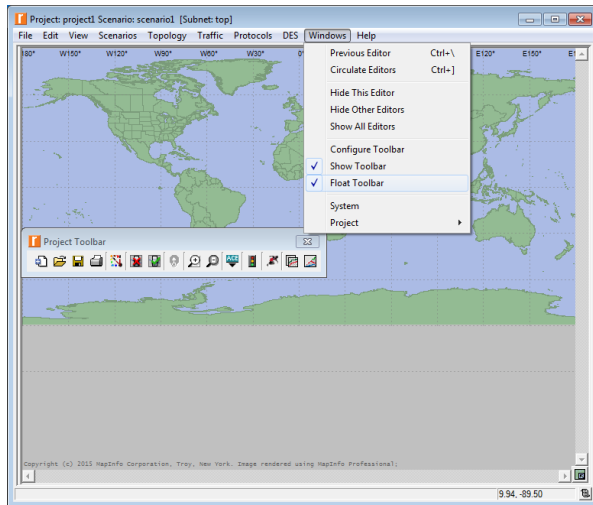 Project: project1 Scenario: scenario1 [Subnet: top]
File Edit View Scenarios Topology Traffic Protocols DES Windows Help
W150° W120° W90° W60° W30° E120° E150°
Previous Editor Ctrl+\
Circulate Editors Ctrl+]
Hide This Editor
Hide Other Editors
Show All Editors
Configure Toolbar
Show Toolbar
Float Toolbar
System
Project
Project Toolbar
ACE
Copyright (c) 2015 MapInfo Corporation, Troy, New York. Image rendered using MapInfo Professional;
9.94, -89.50